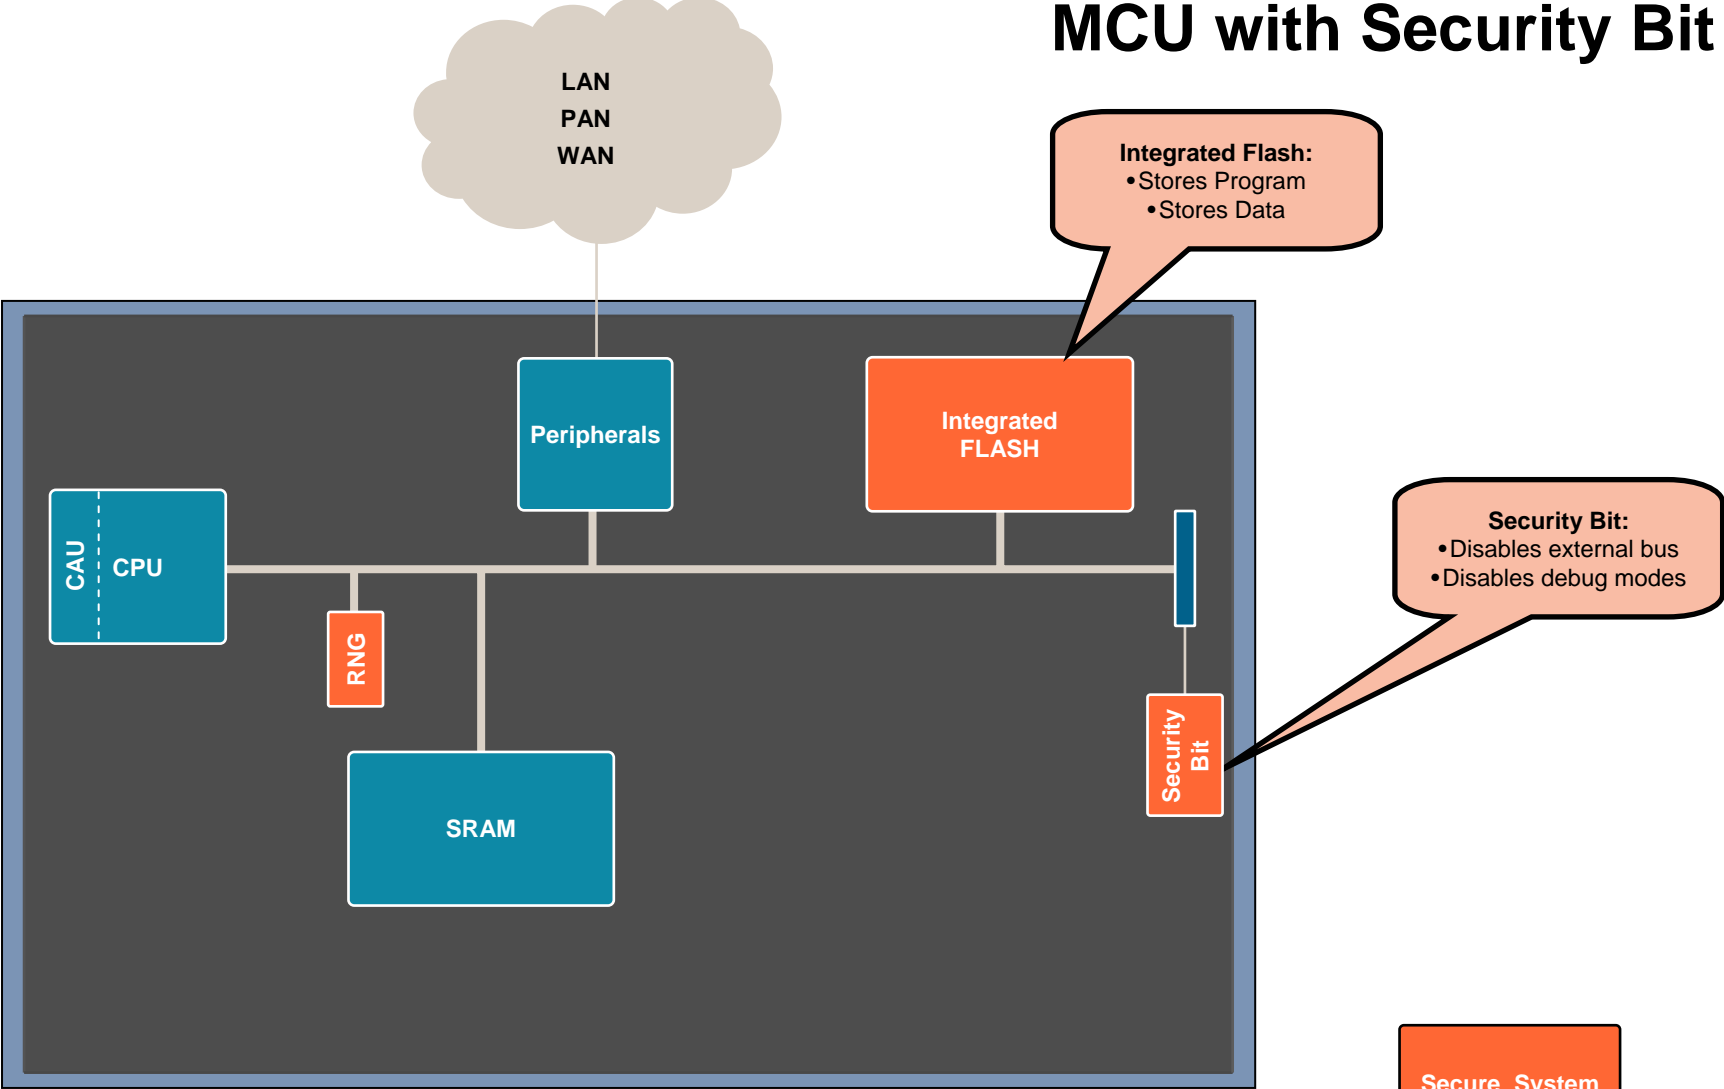 MCU with Security Bit
LAN
PAN
WAN
Integrated Flash:
•Stores Program
•Stores Data
Peripherals
Integrated
FLASH
CAU
CPU
RNG
SRAM
Security
Bit
Security Bit:
•Disables external bus
•Disables debug modes
Secure System